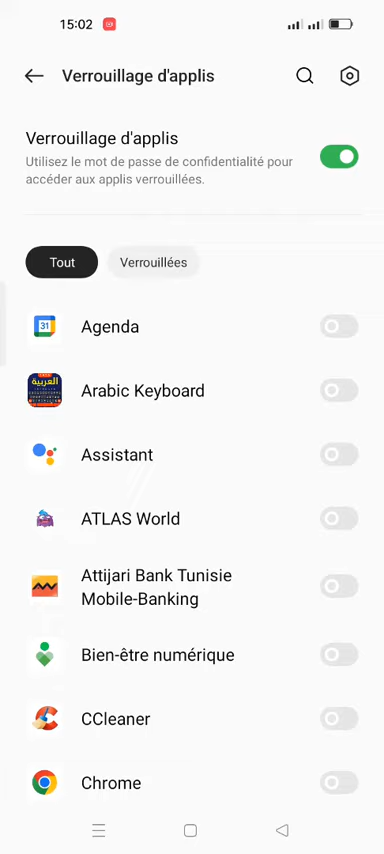 15:02
Verrouillage d'applis
Verrouillage d'applis
Utilisez le mot de passe de confidentialité pour
accéder aux applis verrouillées.
Tout
Verrouillées
31
Agenda
العربية
Arabic Keyboard
Assistant
ATLAS World
Attijari Bank Tunisie
Mobile-Banking
Bien-être numérique
CCleaner
Chrome